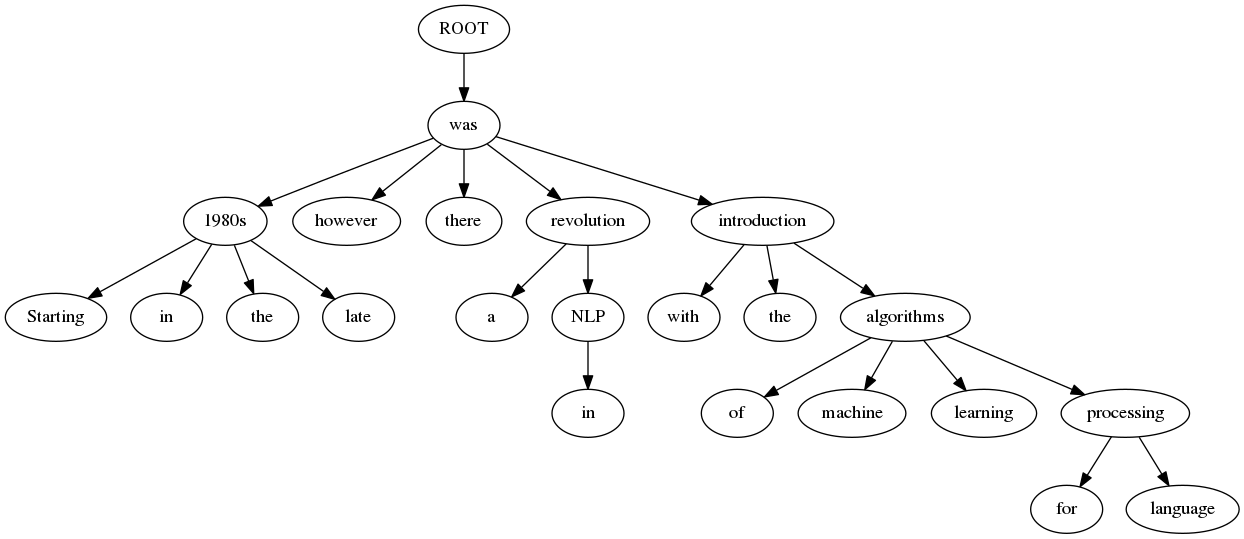 ROOT
was
1980s however there revolution introduction
Starting in the late a NLP with the algorithms
in of machine learning processing
for language